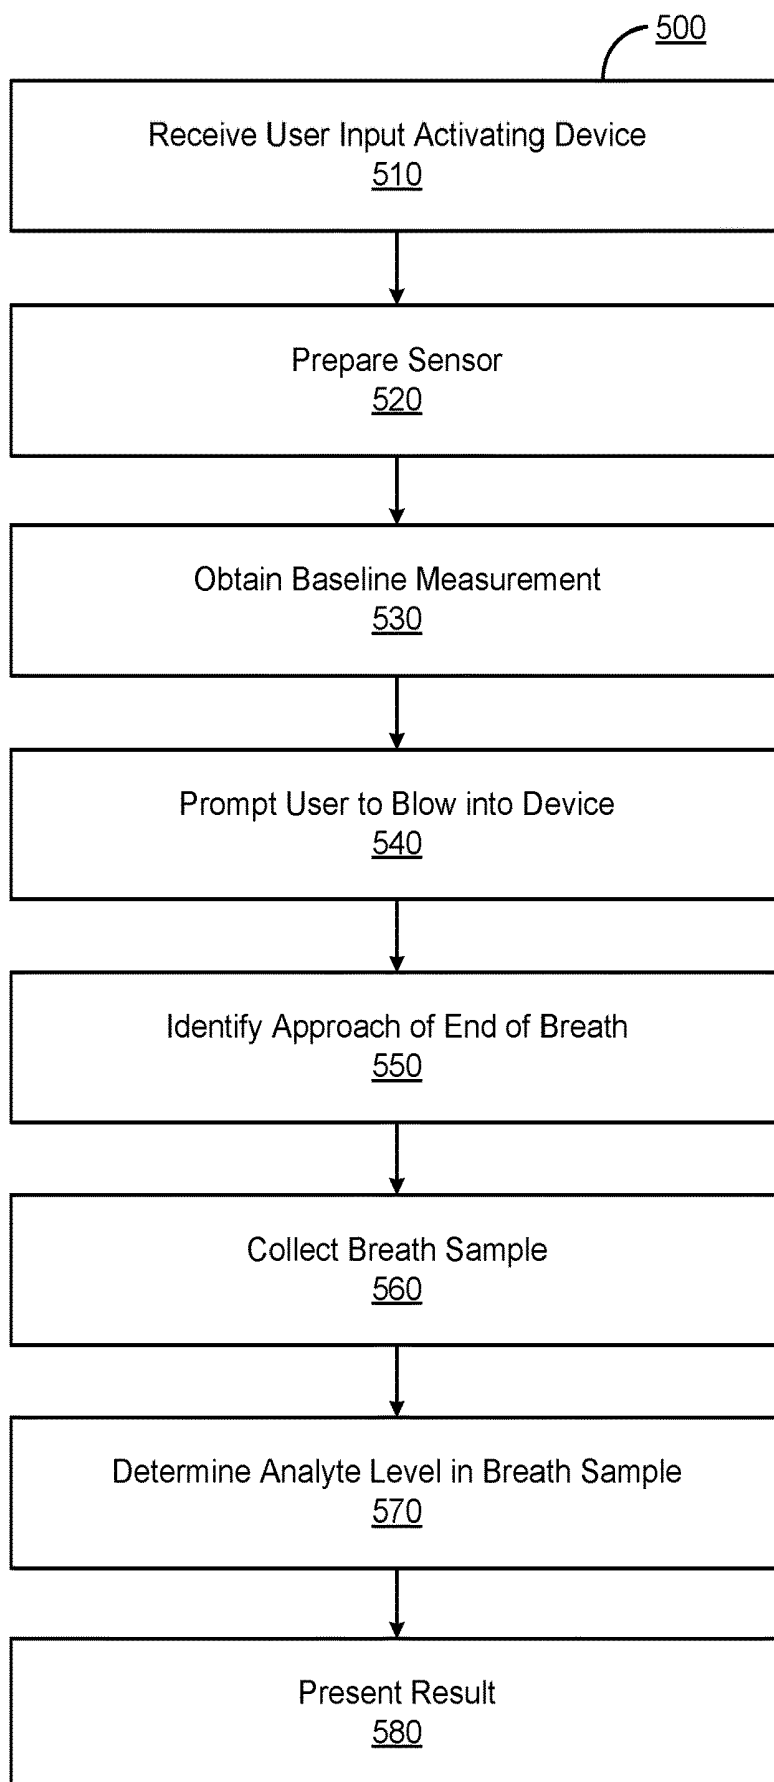 500
Receive User Input Activating Device
510
Prepare Sensor
520
Obtain Baseline Measurement
530
Prompt User to Blow into Device
540
Identify Approach of End of Breath
550
Collect Breath Sample
560
Determine Analyte Level in Breath Sample
570
Present Result
580